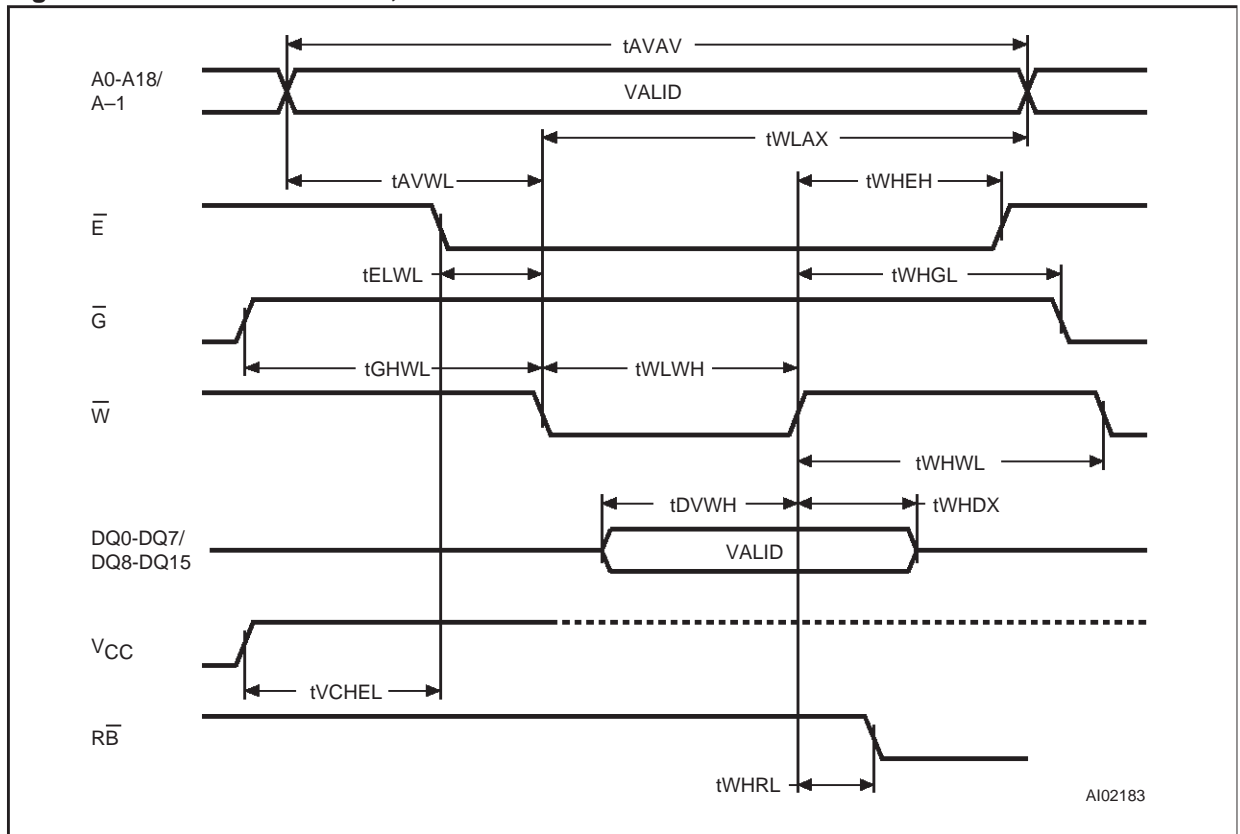 tAVAV
A0-A18/
A–1
VALID
tWLAX
tAVWL
tWHEH
E̅
tELWL
tWHGL
G̅
tGHWL
tWLWH
W̅
tWHWL
tDVWH
tWHDX
DQ0-DQ7/
DQ8-DQ15
VALID
VCC
tVCHEL
RB̅
tWHRL
AI02183